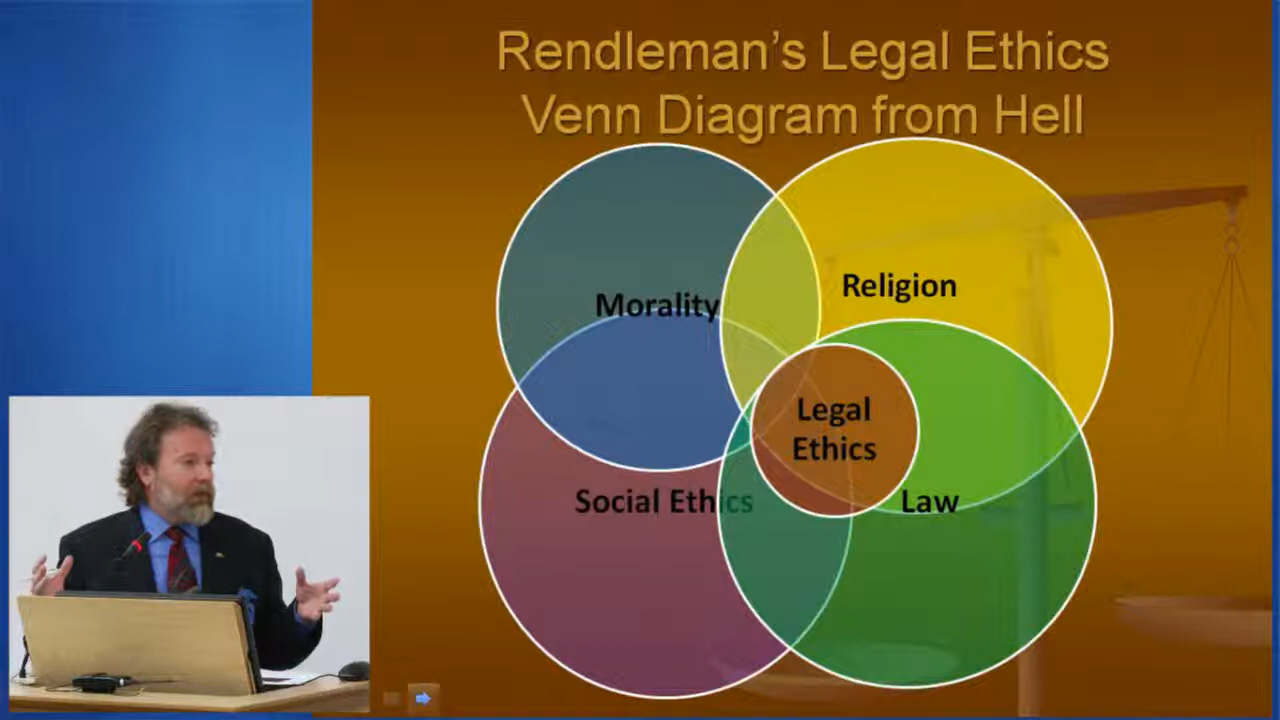 Rendleman's Legal Ethics
Venn Diagram from Hell
Morality
Religion
Legal
Ethics
Social Ethics
Law